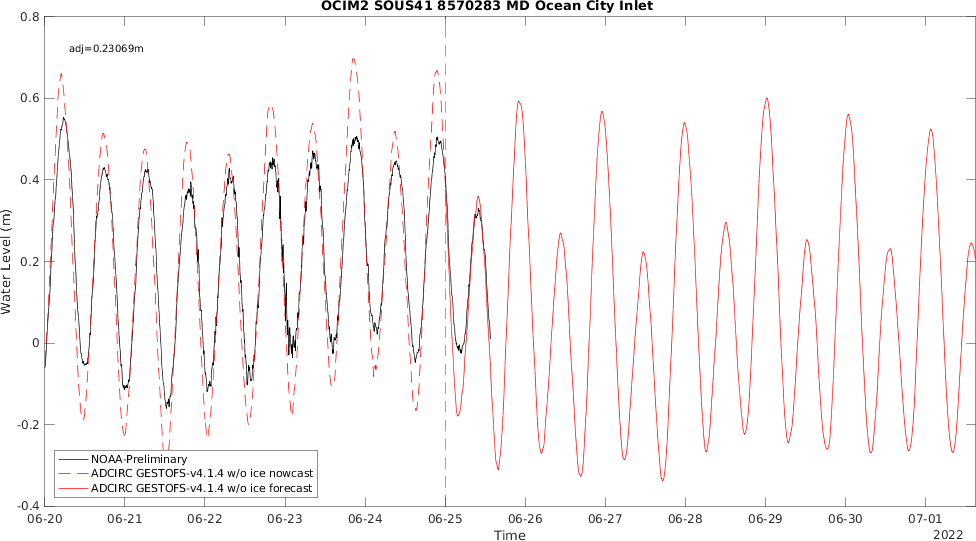 OCIM2 SOUS41 8570283 MD Ocean City Inlet
0.8
adj=0.23069m
0.6
0.4
0.2
0
-0.2
-0.4
Water Level (m)
NOAA-Preliminary
ADCIRC GESTOFS-v4.1.4 w/o ice nowcast
ADCIRC GESTOFS-v4.1.4 w/o ice forecast
06-20 06-21 06-22 06-23 06-24 06-25 06-26 06-27 06-28 06-29 06-30 07-01
Time
2022